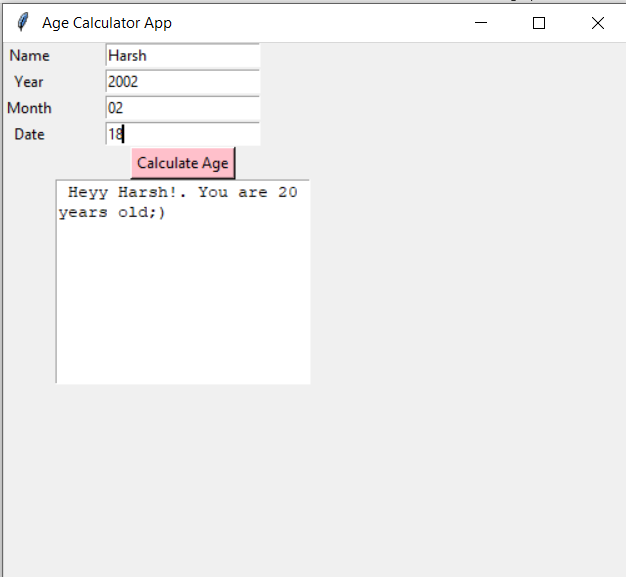 Age Calculator App
Name Harsh
Year 2002
Month 02
Date 18
Calculate Age
Heyy Harsh!. You are 20
years old;)